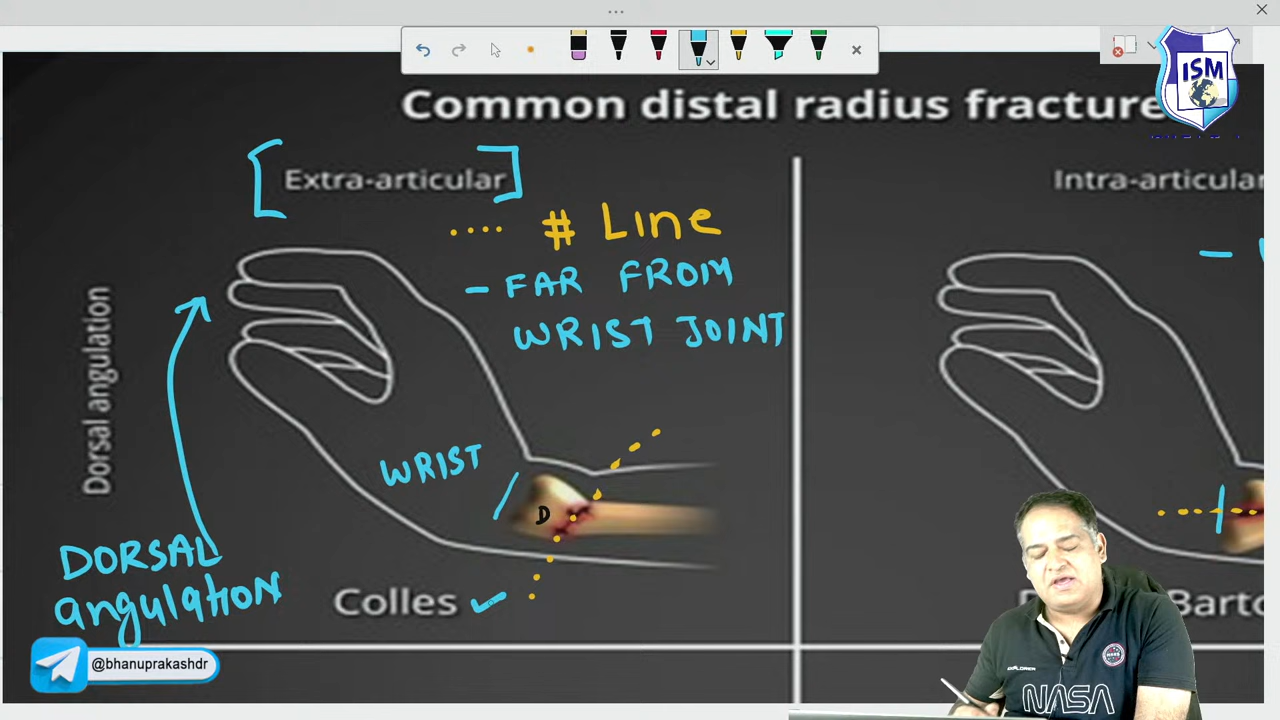 ISM
Common distal radius fracture
Extra-articular
Intra-articular
.... # Line
- FAR FROM
WRIST JOINT
Dorsal angulation
WRIST
D
DORSAL
angulation
Colles ✓
Barto
@bhanuprakashdr
EXPLORER
NASA